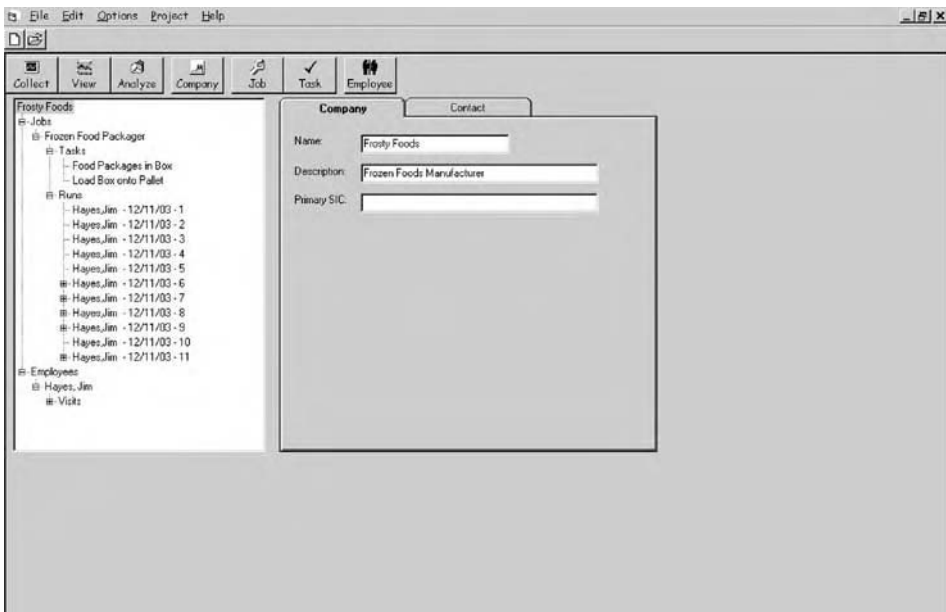 File Edit Options Project Help
Collect View Analyze Company Job Task Employee
Frosty Foods
Jobs
Frozen Food Packager
Tasks
Food Packages in Box
Load Box onto Pallet
Runs
Hayes,Jim - 12/11/03 - 1
Hayes,Jim - 12/11/03 - 2
Hayes,Jim - 12/11/03 - 3
Hayes,Jim - 12/11/03 - 4
Hayes,Jim - 12/11/03 - 5
Hayes,Jim - 12/11/03 - 6
Hayes,Jim - 12/11/03 - 7
Hayes,Jim - 12/11/03 - 8
Hayes,Jim - 12/11/03 - 9
Hayes,Jim - 12/11/03 - 10
Hayes,Jim - 12/11/03 - 11
Employees
Hayes, Jim
Visits
Company Contact
Name: Frosty Foods
Description: Frozen Foods Manufacturer
Primary SIC: